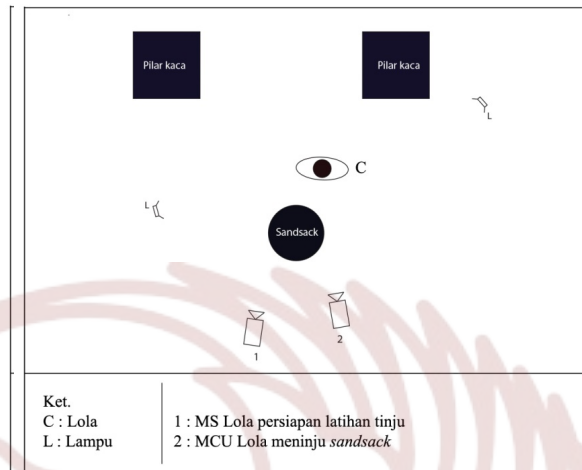 Pilar kaca
Pilar kaca
L
C
L
Sandsack
1
2
Ket.
C : Lola
L : Lampu
1 : MS Lola persiapan latihan tinju
2 : MCU Lola meninju sandsack